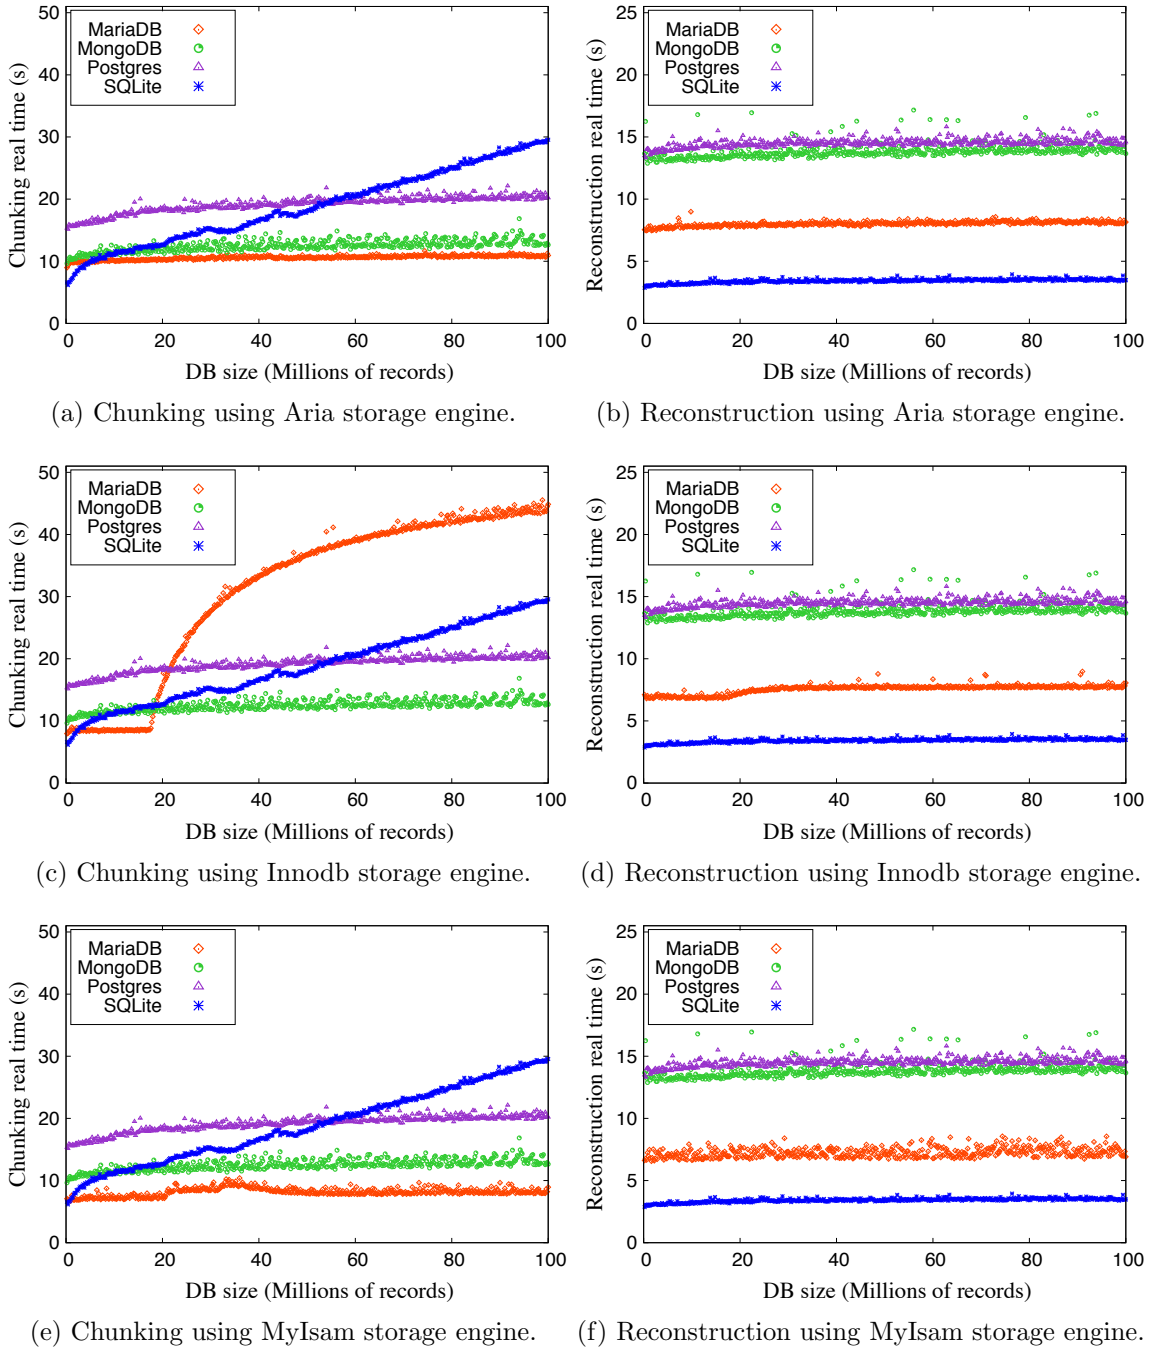 50
40
30
20
10
0
Chunking real time (s)
MariaDB
MongoDB
Postgres
SQLite
0 20 40 60 80 100
DB size (Millions of records)
(a) Chunking using Aria storage engine.
25
20
15
10
5
0
Reconstruction real time (s)
MariaDB
MongoDB
Postgres
SQLite
0 20 40 60 80 100
DB size (Millions of records)
(b) Reconstruction using Aria storage engine.
50
40
30
20
10
0
Chunking real time (s)
MariaDB
MongoDB
Postgres
SQLite
0 20 40 60 80 100
DB size (Millions of records)
(c) Chunking using Innodb storage engine.
25
20
15
10
5
0
Reconstruction real time (s)
MariaDB
MongoDB
Postgres
SQLite
0 20 40 60 80 100
DB size (Millions of records)
(d) Reconstruction using Innodb storage engine.
50
40
30
20
10
0
Chunking real time (s)
MariaDB
MongoDB
Postgres
SQLite
0 20 40 60 80 100
DB size (Millions of records)
(e) Chunking using MyIsam storage engine.
25
20
15
10
5
0
Reconstruction real time (s)
MariaDB
MongoDB
Postgres
SQLite
0 20 40 60 80 100
DB size (Millions of records)
(f) Reconstruction using MyIsam storage engine.